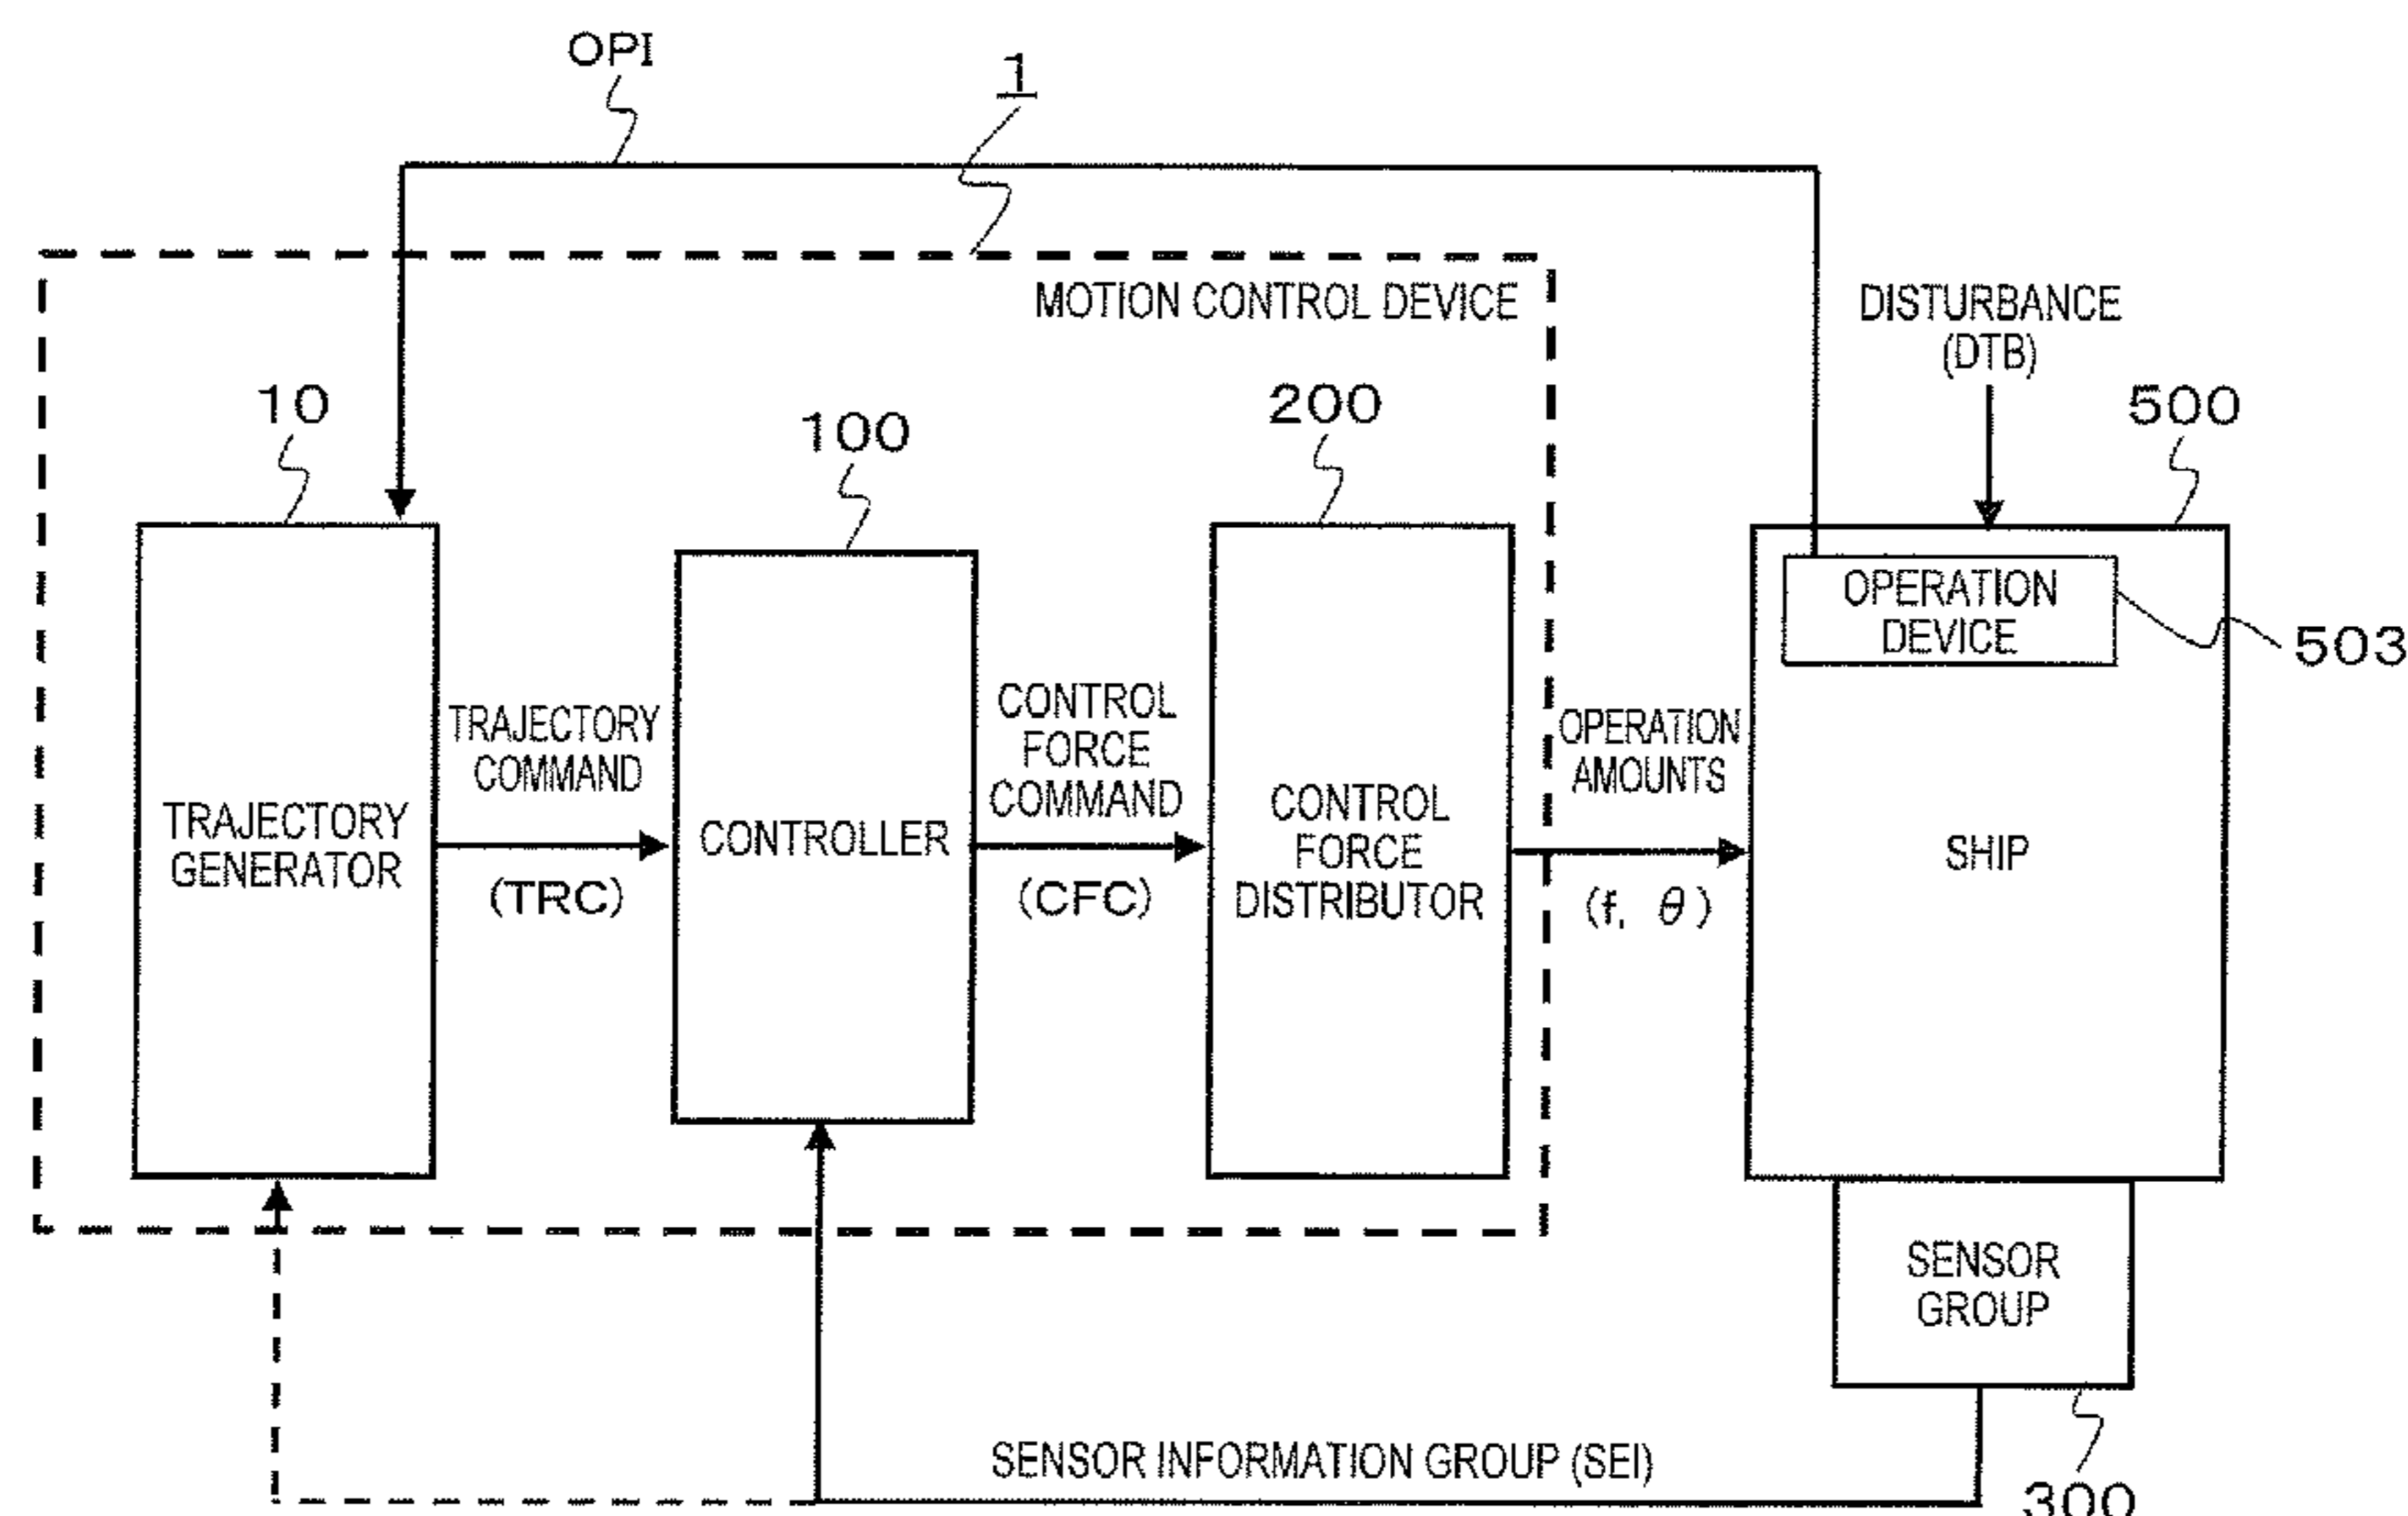 OPI
1
MOTION CONTROL DEVICE
DISTURBANCE
(DTB)
10
100
200
500
OPERATION
DEVICE
503
TRAJECTORY
COMMAND
(TRC)
CONTROL
FORCE
COMMAND
(CFC)
OPERATION
AMOUNTS
(f, θ)
TRAJECTORY
GENERATOR
CONTROLLER
CONTROL
FORCE
DISTRIBUTOR
SHIP
SENSOR
GROUP
SENSOR INFORMATION GROUP (SEI)
300